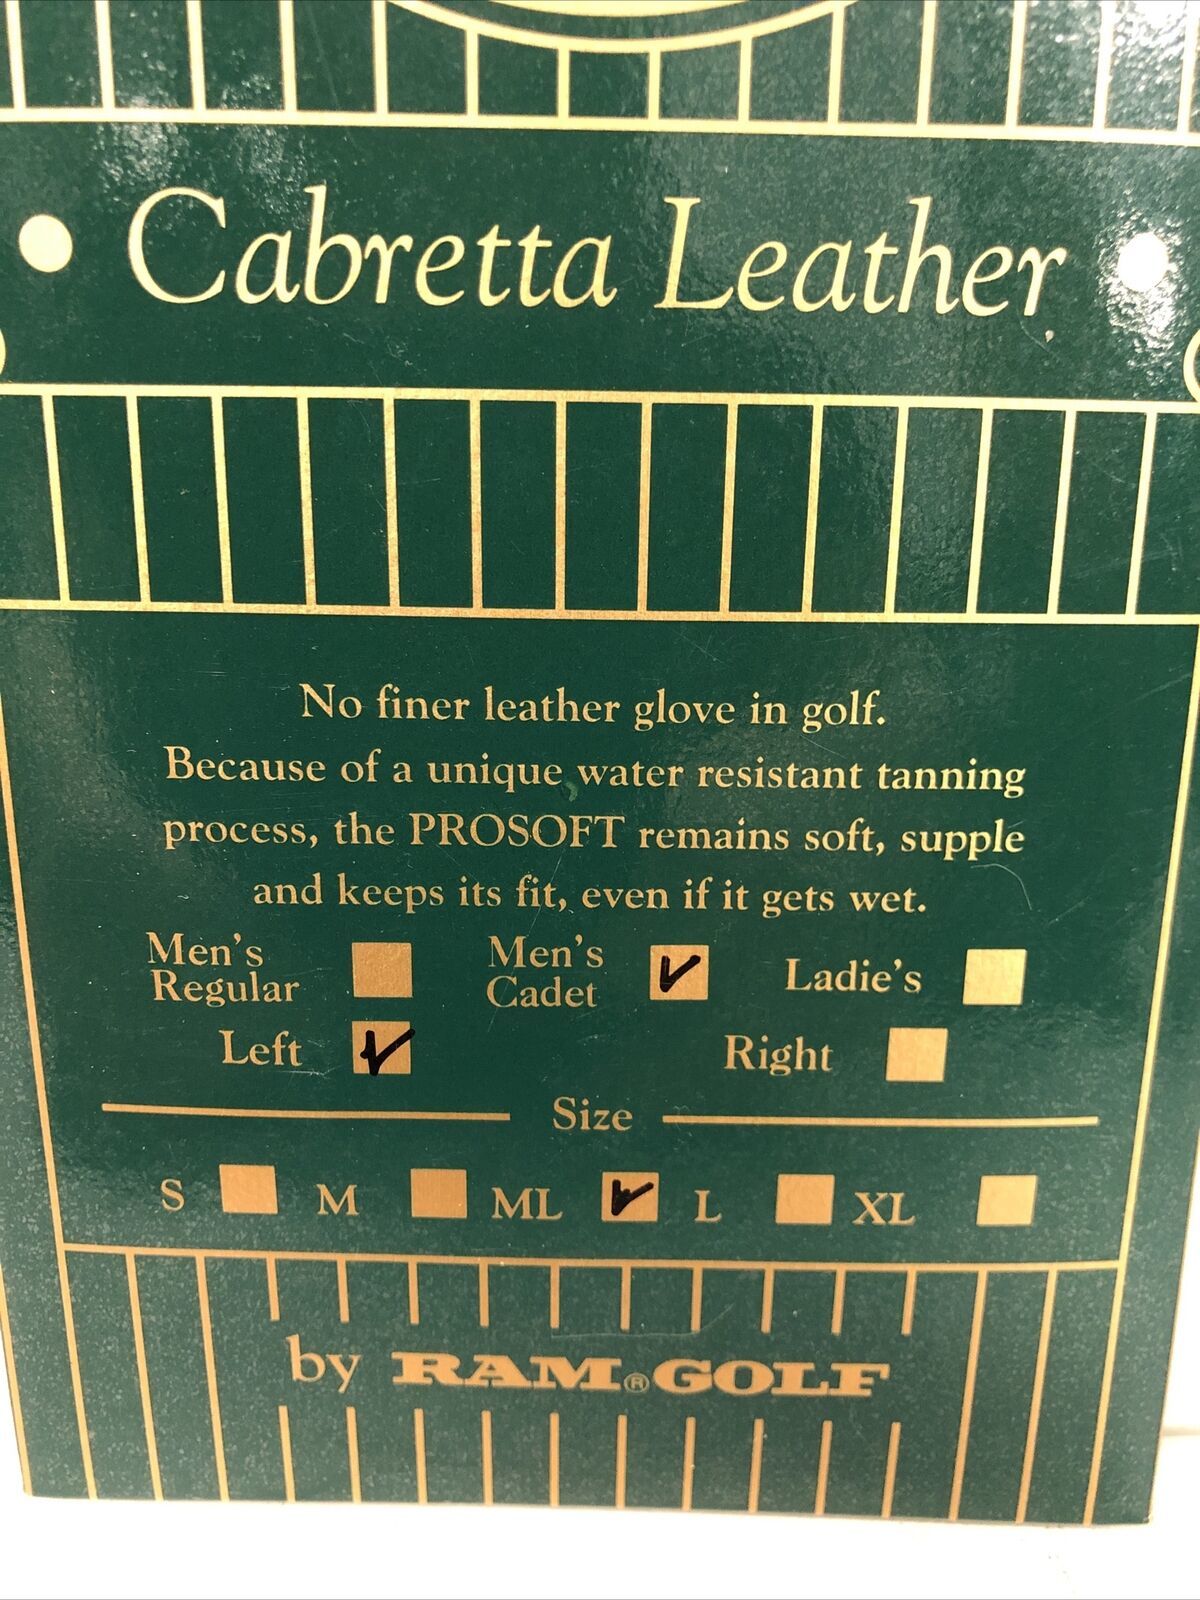 • Cabretta Leather •
No finer leather glove in golf.
Because of a unique water resistant tanning
process, the PROSOFT remains soft, supple
and keeps its fit, even if it gets wet.
Men's Regular Men's Cadet ✓ Ladie's
Left ✓ Right
Size
S M ML ✓ L XL
by RAM® GOLF